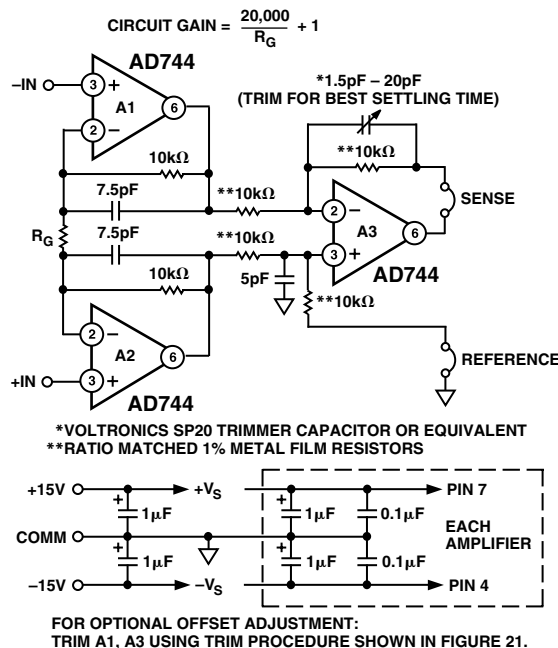 CIRCUIT GAIN = 20,000 / RG + 1
AD744
–IN
3
+
A1
6
2
–
*1.5pF – 20pF
(TRIM FOR BEST SETTLING TIME)
10kΩ
**10kΩ
7.5pF
**10kΩ
SENSE
2
–
A3
6
RG
7.5pF
**10kΩ
3
+
AD744
10kΩ
5pF
**10kΩ
2
–
A2
6
REFERENCE
+IN
3
+
AD744
*VOLTRONICS SP20 TRIMMER CAPACITOR OR EQUIVALENT
**RATIO MATCHED 1% METAL FILM RESISTORS
+15V
+VS
PIN 7
+
1µF
+
1µF
0.1µF
EACH
AMPLIFIER
COMM
+
1µF
+
1µF
0.1µF
–15V
–VS
PIN 4
FOR OPTIONAL OFFSET ADJUSTMENT:
TRIM A1, A3 USING TRIM PROCEDURE SHOWN IN FIGURE 21.